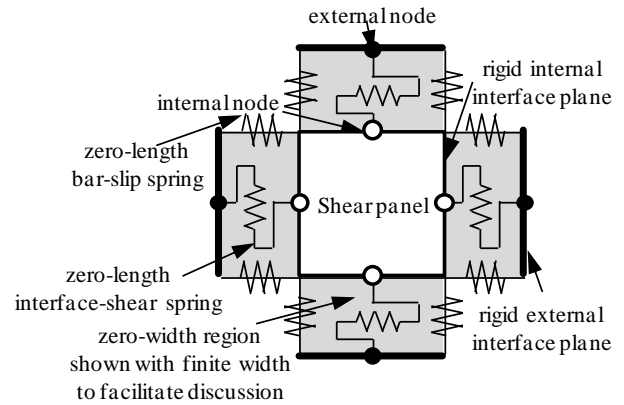 external node
rigid internal
interface plane
internal node
zero-length
bar-slip spring
Shear panel
zero-length
interface-shear spring
zero-width region
shown with finite width
to facilitate discussion
rigid external
interface plane